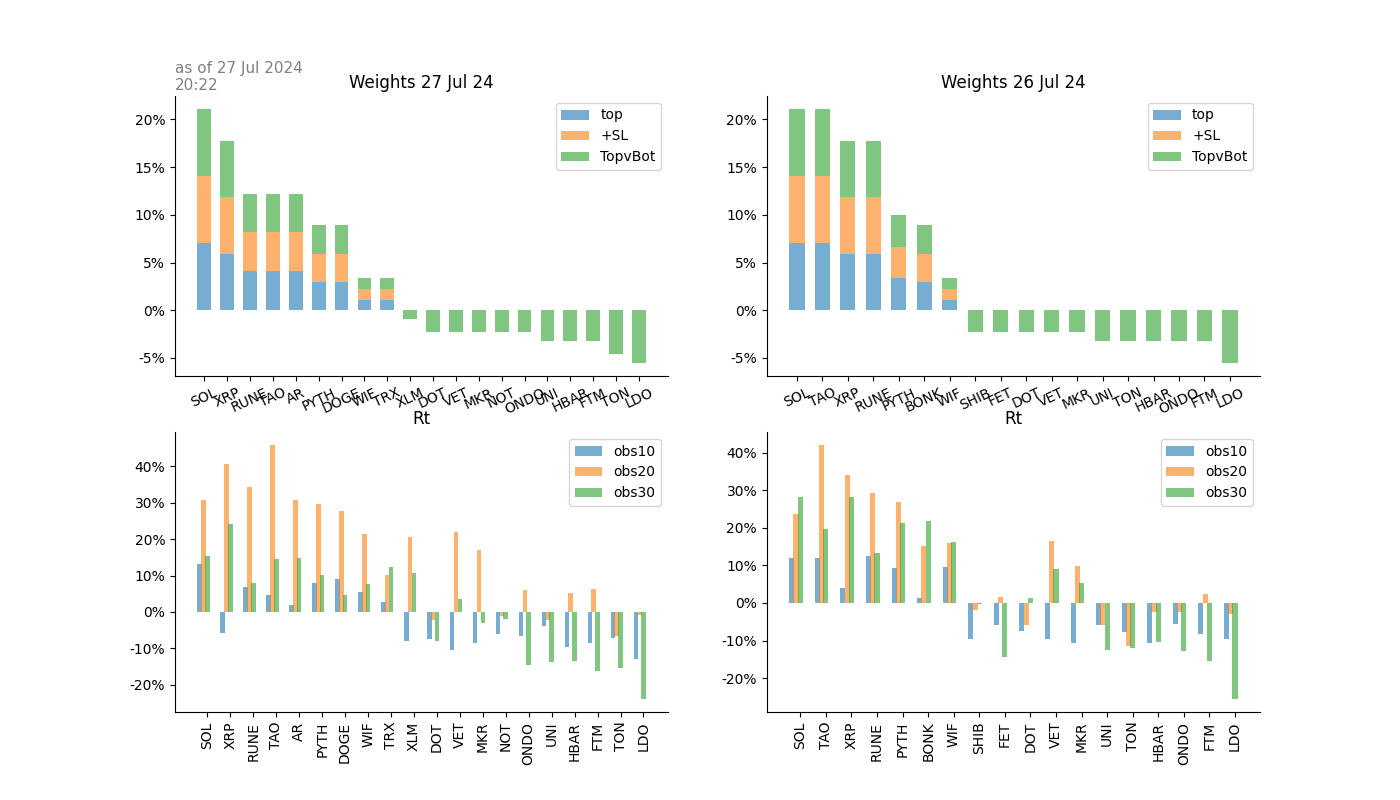 as of 27 Jul 2024
20:22
Weights 27 Jul 24
20%
15%
10%
5%
0%
-5%
top
+SL
TopvBot
SOL XRP RUNE TAO AR PYTH DOGE WIF TRX XLM DOT VET MKR NOT ONDO UNI HBAR FTM TON LDO
Weights 26 Jul 24
20%
15%
10%
5%
0%
-5%
top
+SL
TopvBot
SOL TAO XRP RUNE PYTH BONK WIF SHIB FET DOT VET MKR UNI TON HBAR ONDO FTM LDO
Rt
40%
30%
20%
10%
0%
-10%
-20%
obs10
obs20
obs30
SOL XRP RUNE TAO AR PYTH DOGE WIF TRX XLM DOT VET MKR NOT ONDO UNI HBAR FTM TON LDO
Rt
40%
30%
20%
10%
0%
-10%
-20%
obs10
obs20
obs30
SOL TAO XRP RUNE PYTH BONK WIF SHIB FET DOT VET MKR UNI TON HBAR ONDO FTM LDO